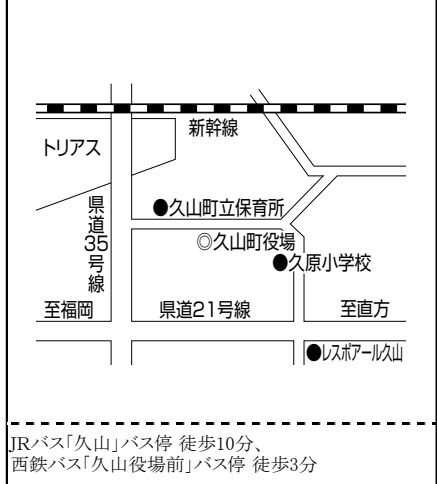 新幹線
トリアス
●久山町立保育所
県道35号線
◎久山町役場
●久原小学校
至福岡
県道21号線
至直方
●レスポアール久山
JRバス「久山」バス停 徒歩10分、
西鉄バス「久山役場前」バス停 徒歩3分